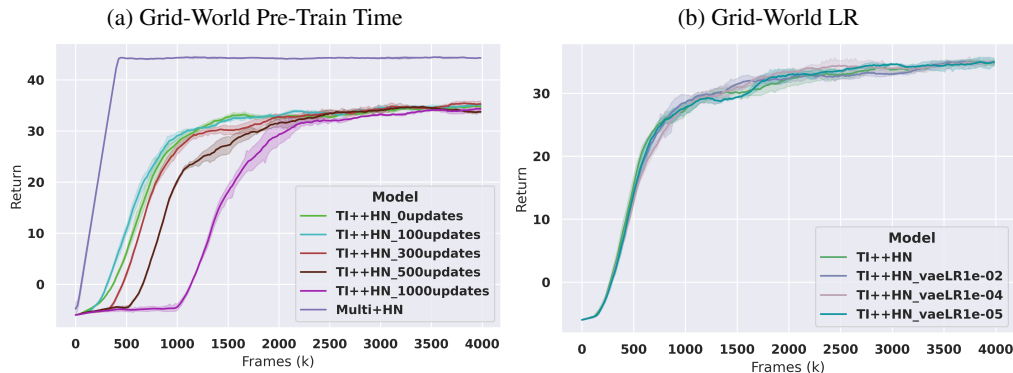 (a) Grid-World Pre-Train Time
Return
40
30
20
10
0
Model
TI++HN_0updates
TI++HN_100updates
TI++HN_300updates
TI++HN_500updates
TI++HN_1000updates
Multi+HN
0 500 1000 1500 2000 2500 3000 3500 4000
Frames (k)
(b) Grid-World LR
Return
30
20
10
0
Model
TI++HN
TI++HN_vaeLR1e-02
TI++HN_vaeLR1e-04
TI++HN_vaeLR1e-05
0 500 1000 1500 2000 2500 3000 3500 4000
Frames (k)